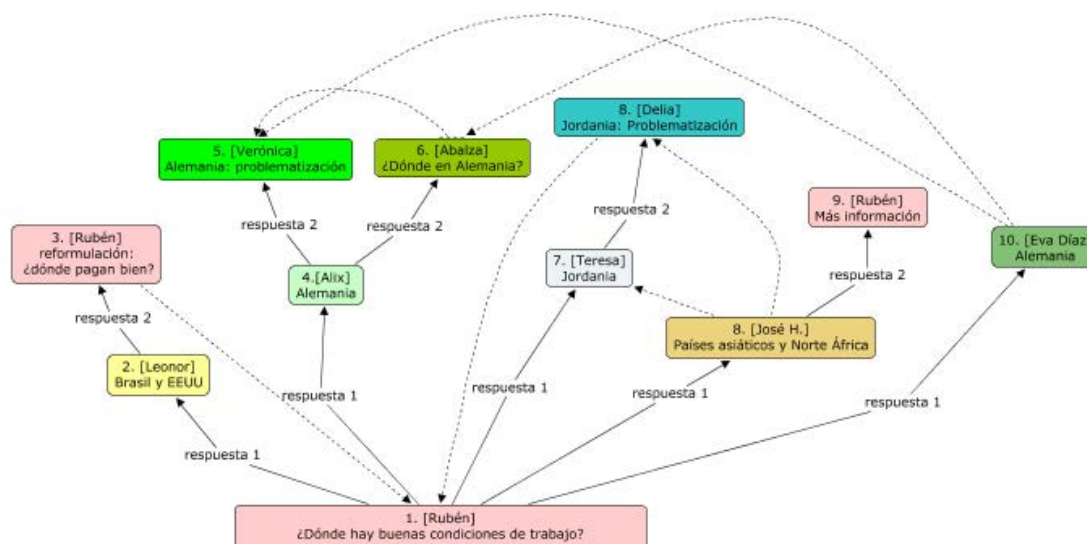 8. [Delia]
Jordania: Problematización
5. [Verónica]
Alemania: problematización
6. [Abalza]
¿Dónde en Alemania?
9. [Rubén]
Más información
respuesta 2
respuesta 2
respuesta 2
3. [Rubén]
reformulación:
¿dónde pagan bien?
10. [Eva Díaz]
Alemania
7. [Teresa]
Jordania
respuesta 2
4.[Alix]
Alemania
respuesta 2
8. [José H.]
Países asiáticos y Norte África
2. [Leonor]
Brasil y EEUU
respuesta 1
respuesta 1
respuesta 1
respuesta 1
respuesta 1
1. [Rubén]
¿Dónde hay buenas condiciones de trabajo?